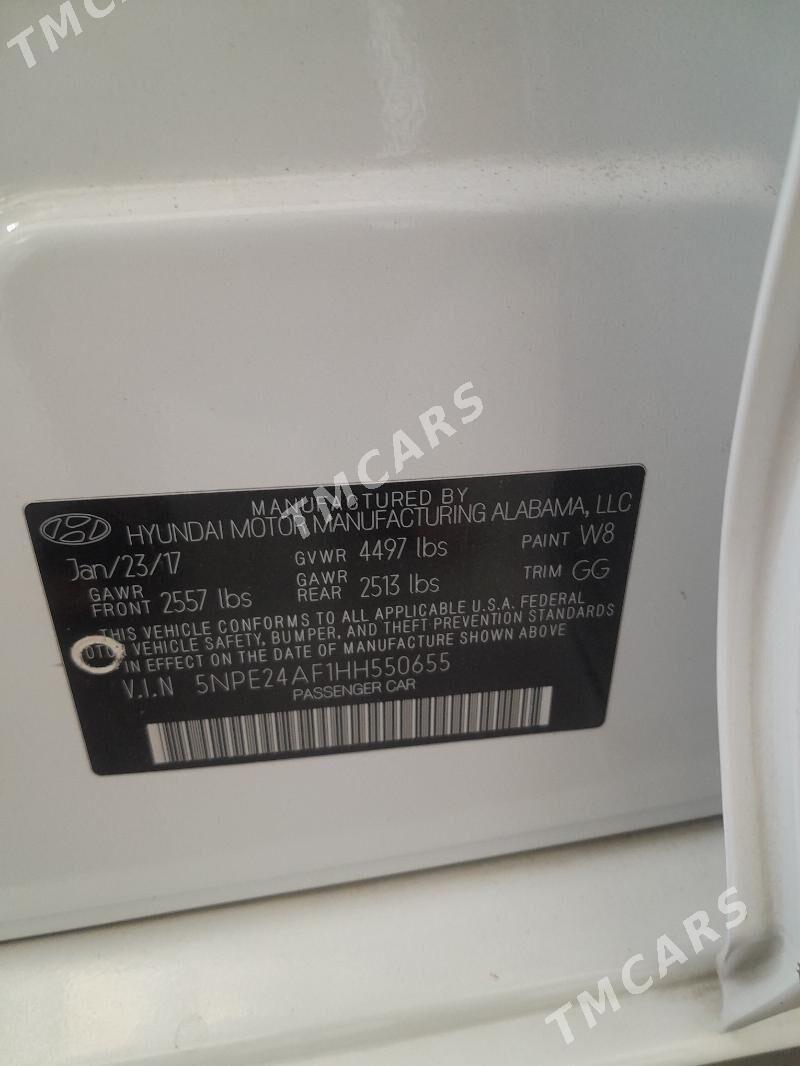 TMCARS
TMCARS
MANUFACTURED BY
HYUNDAI MOTOR MANUFACTURING ALABAMA, LLC
Jan/23/17 GVWR 4497 lbs PAINT W8
GAWR FRONT 2557 lbs GAWR REAR 2513 lbs TRIM GG
THIS VEHICLE CONFORMS TO ALL APPLICABLE U.S.A. FEDERAL
VEHICLE SAFETY, BUMPER, AND THEFT PREVENTION STANDARDS
IN EFFECT ON THE DATE OF MANUFACTURE SHOWN ABOVE
V.I.N 5NPE24AF1HH550655
PASSENGER CAR
TMCARS